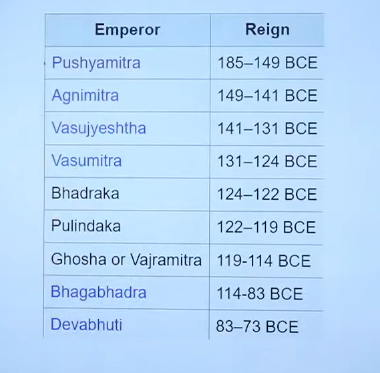 Emperor Reign
Pushyamitra 185–149 BCE
Agnimitra 149–141 BCE
Vasujyeshtha 141–131 BCE
Vasumitra 131–124 BCE
Bhadraka 124–122 BCE
Pulindaka 122–119 BCE
Ghosha or Vajramitra 119-114 BCE
Bhagabhadra 114-83 BCE
Devabhuti 83–73 BCE